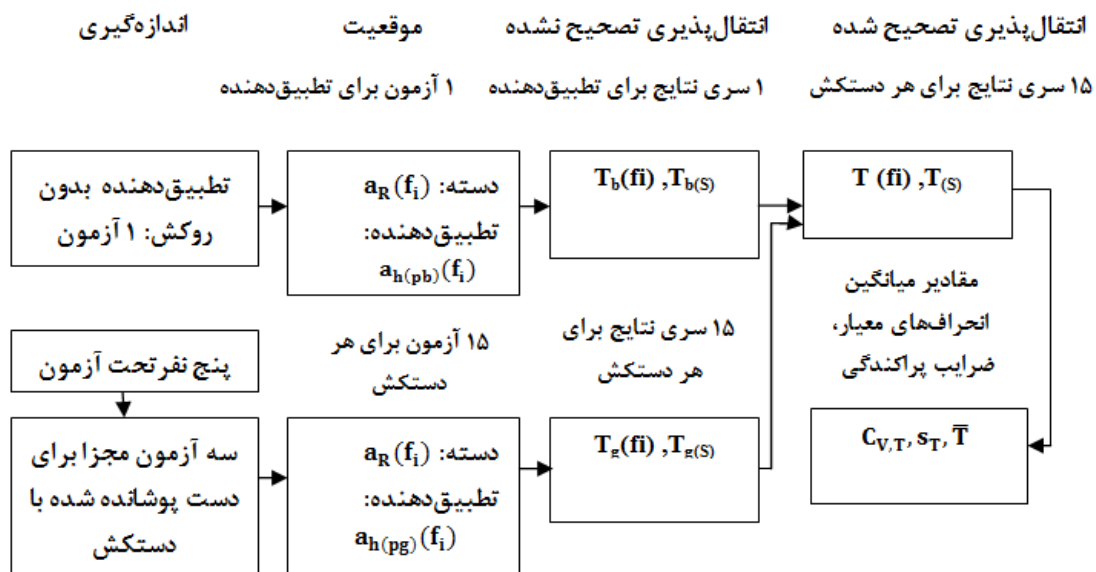 انتقال‌پذیری تصحیح شده
انتقال‌پذیری تصحیح نشده
موقعیت
اندازه‌گیری
۱۵ سری نتایج برای هر دستکش
۱ سری نتایج برای تطبیق‌دهنده
۱ آزمون برای تطبیق‌دهنده
تطبیق‌دهنده بدون
روکش: ۱ آزمون
دسته: a_R(f_i)
تطبیق‌دهنده:
a_h(pb)(f_i)
T_b(fi) ,T_b(S)
T (fi) ,T_(S)
مقادیر میانگین
انحراف‌های معیار،
ضرایب پراکندگی
C_V,T, s_T, T̅
پنج نفر تحت آزمون
۱۵ آزمون برای هر
دستکش
۱۵ سری نتایج برای
هر دستکش
سه آزمون مجزا برای
دست پوشانده شده با
دستکش
دسته: a_R(f_i)
تطبیق‌دهنده:
a_h(pg)(f_i)
T_g(fi) ,T_g(S)